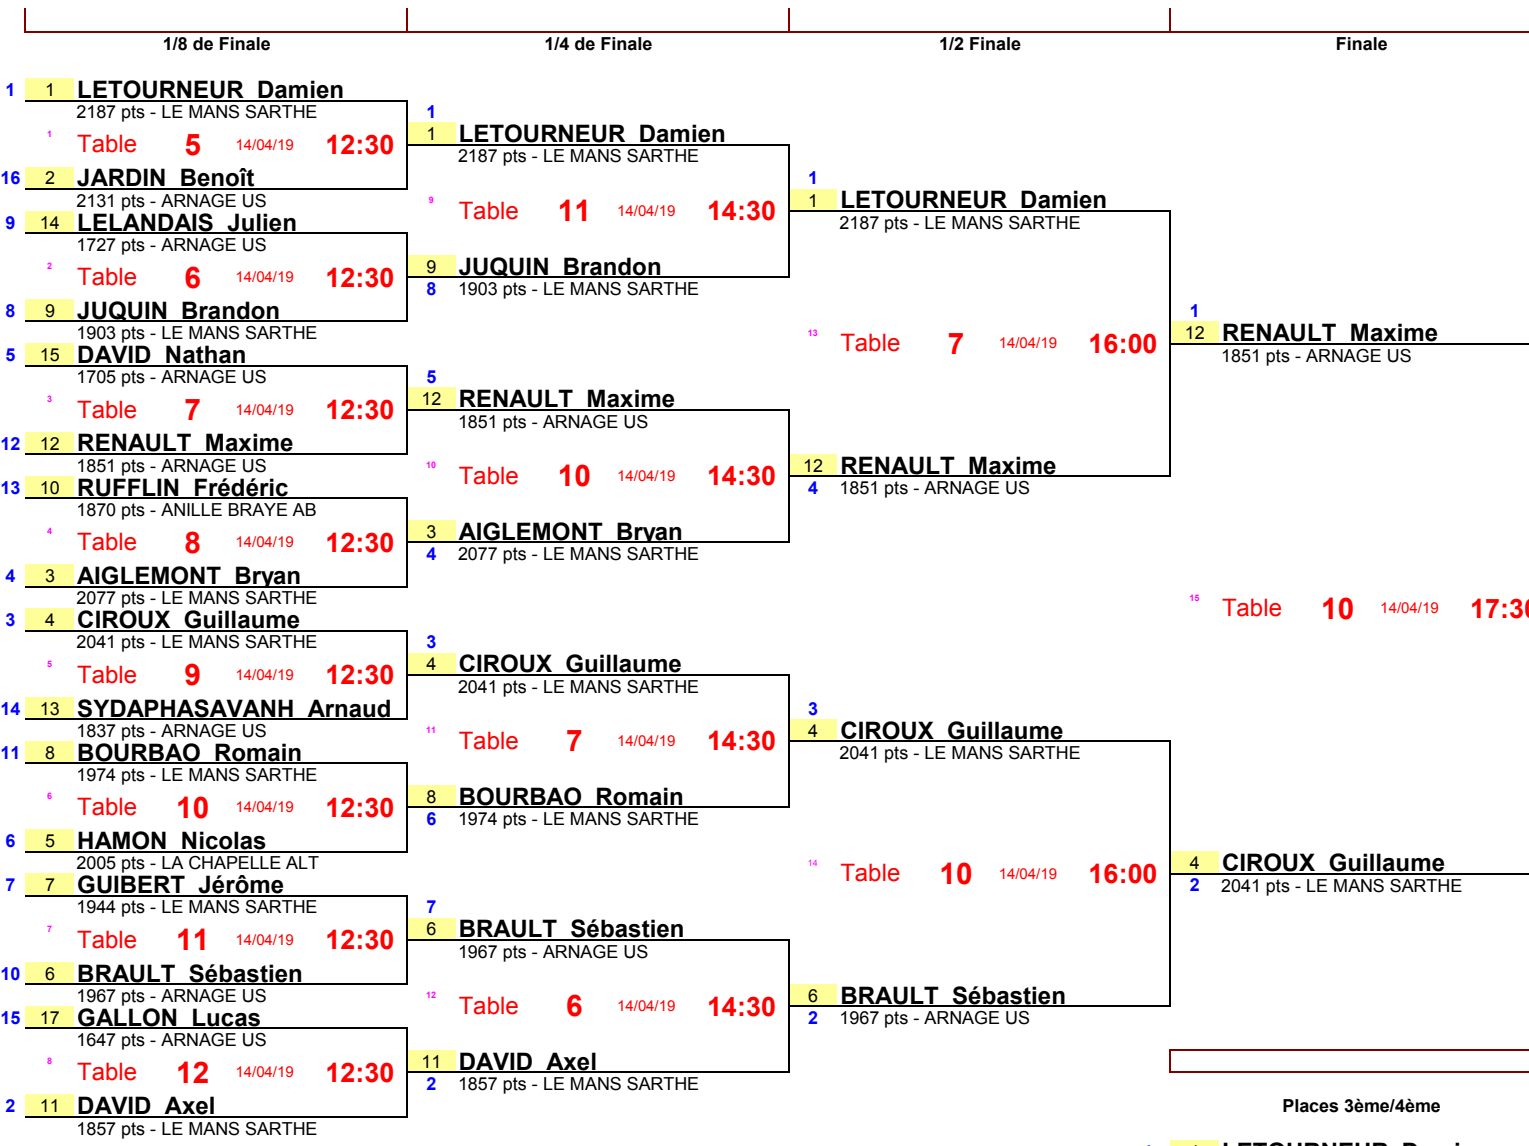 1/8 de Finale
1/4 de Finale
1/2 Finale
Finale
1 1 LETOURNEUR Damien
2187 pts - LE MANS SARTHE
1 Table 5 14/04/19 12:30
16 2 JARDIN Benoît
2131 pts - ARNAGE US
9 14 LELANDAIS Julien
1727 pts - ARNAGE US
2 Table 6 14/04/19 12:30
8 9 JUQUIN Brandon
1903 pts - LE MANS SARTHE
5 15 DAVID Nathan
1705 pts - ARNAGE US
3 Table 7 14/04/19 12:30
12 12 RENAULT Maxime
1851 pts - ARNAGE US
13 10 RUFFLIN Frédéric
1870 pts - ANILLE BRAYE AB
4 Table 8 14/04/19 12:30
4 3 AIGLEMONT Bryan
2077 pts - LE MANS SARTHE
3 4 CIROUX Guillaume
2041 pts - LE MANS SARTHE
5 Table 9 14/04/19 12:30
14 13 SYDAPHASAVANH Arnaud
1837 pts - ARNAGE US
11 8 BOURBAO Romain
1974 pts - LE MANS SARTHE
6 Table 10 14/04/19 12:30
6 5 HAMON Nicolas
2005 pts - LA CHAPELLE ALT
7 7 GUIBERT Jérôme
1944 pts - LE MANS SARTHE
7 Table 11 14/04/19 12:30
10 6 BRAULT Sébastien
1967 pts - ARNAGE US
15 17 GALLON Lucas
1647 pts - ARNAGE US
8 Table 12 14/04/19 12:30
2 11 DAVID Axel
1857 pts - LE MANS SARTHE
1
1 LETOURNEUR Damien
2187 pts - LE MANS SARTHE
9 Table 11 14/04/19 14:30
9 JUQUIN Brandon
8 1903 pts - LE MANS SARTHE
5
12 RENAULT Maxime
1851 pts - ARNAGE US
10 Table 10 14/04/19 14:30
3 AIGLEMONT Bryan
4 2077 pts - LE MANS SARTHE
3
4 CIROUX Guillaume
2041 pts - LE MANS SARTHE
11 Table 7 14/04/19 14:30
8 BOURBAO Romain
6 1974 pts - LE MANS SARTHE
7
6 BRAULT Sébastien
1967 pts - ARNAGE US
12 Table 6 14/04/19 14:30
11 DAVID Axel
2 1857 pts - LE MANS SARTHE
1
1 LETOURNEUR Damien
2187 pts - LE MANS SARTHE
13 Table 7 14/04/19 16:00
12 RENAULT Maxime
4 1851 pts - ARNAGE US
3
4 CIROUX Guillaume
2041 pts - LE MANS SARTHE
14 Table 10 14/04/19 16:00
6 BRAULT Sébastien
2 1967 pts - ARNAGE US
1
12 RENAULT Maxime
1851 pts - ARNAGE US
15 Table 10 14/04/19 17:30
4 CIROUX Guillaume
2 2041 pts - LE MANS SARTHE
Places 3ème/4ème
LETOURNEUR